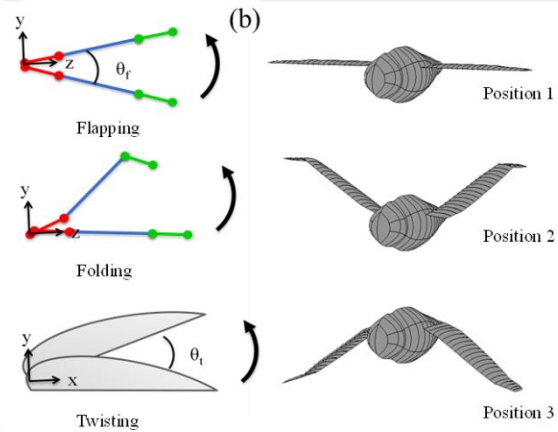 (b)
y
z
θf
Flapping
y
z
Folding
y
x
θt
Twisting
Position 1
Position 2
Position 3